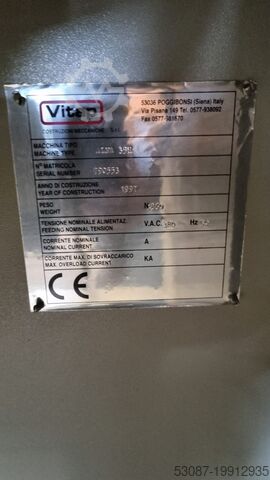 Vitap
COSTRUZIONI MECCANICHE S.r.l.
53036 POGGIBONSI (Siena) Italy
Via Pisana 149 Tel. 0577-938092
Fax 0577-981670
MACCHINA TIPO
MACHINE TYPE
N° MATRICOLA
SERIAL NUMBER
ANNO DI COSTRUZIONE
YEAR OF CONSTRUCTION 1997
PESO
WEIGHT
TENSIONE NOMINALE ALIMENTAZ.
FEEDING NOMINAL TENSION V.A.C. 380 Hz
CORRENTE NOMINALE
NOMINAL CURRENT A
CORRENTE MAX. DI SOVRACCARICO
MAX. OVERLOAD CURRENT KA
CE
53087-19912935